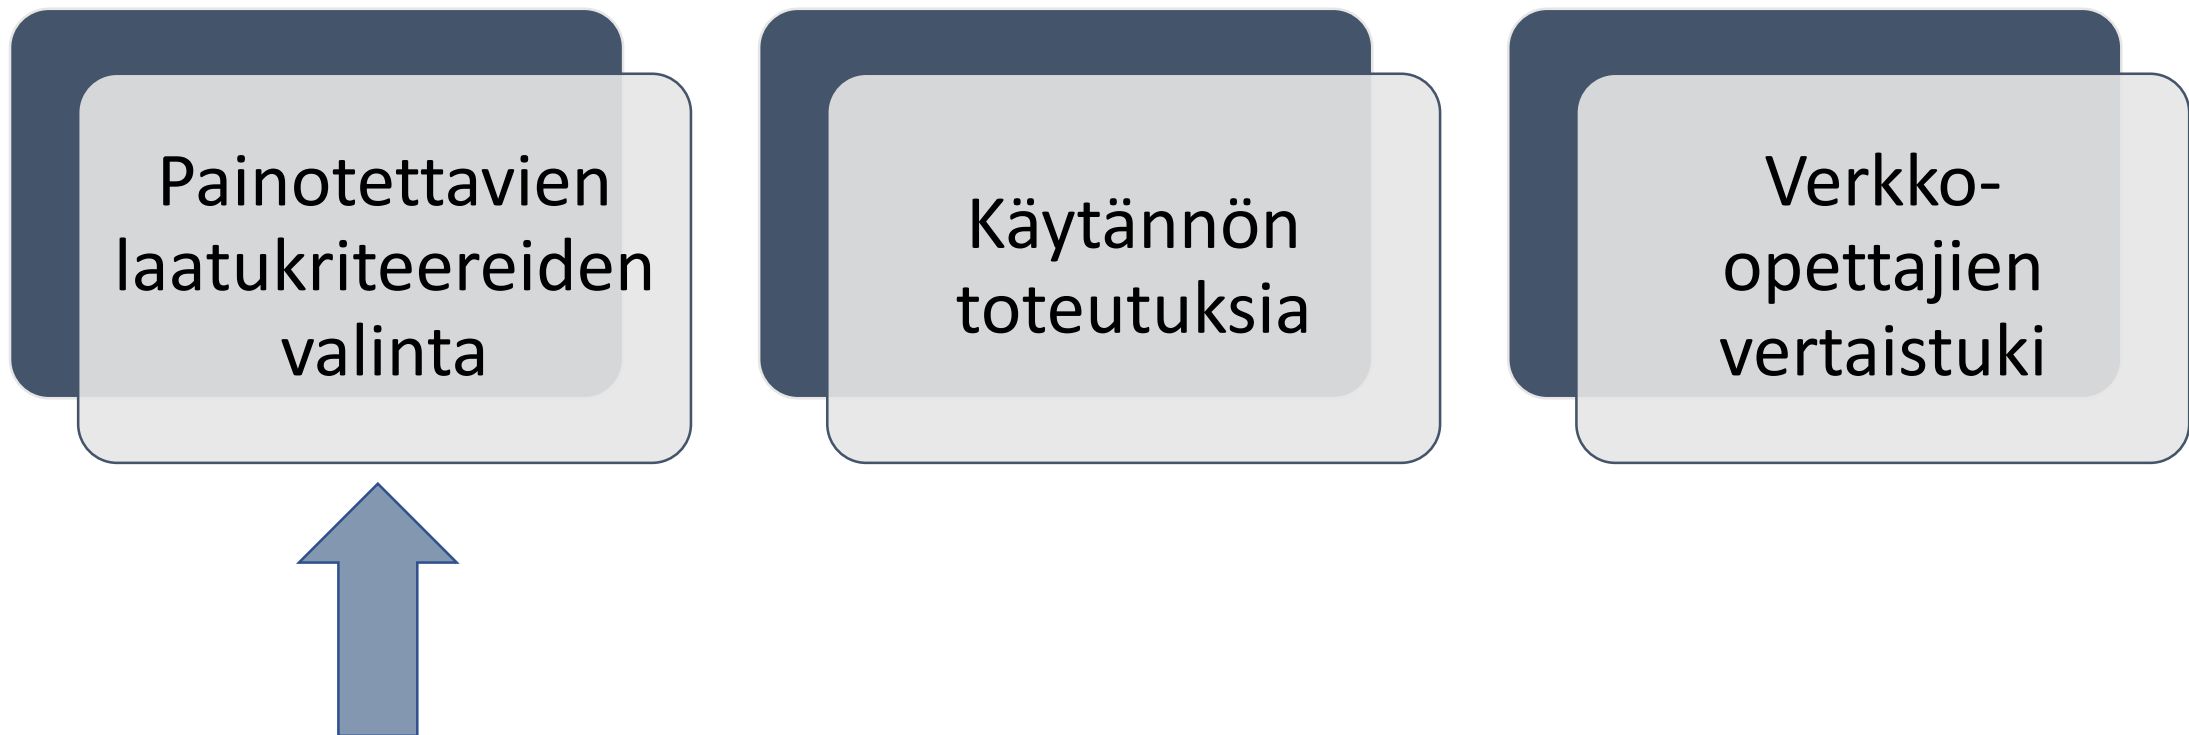 Painotettavien
laatukriteereiden
valinta
Käytännön
toteutuksia
Verkko-
opettajien
vertaistuki